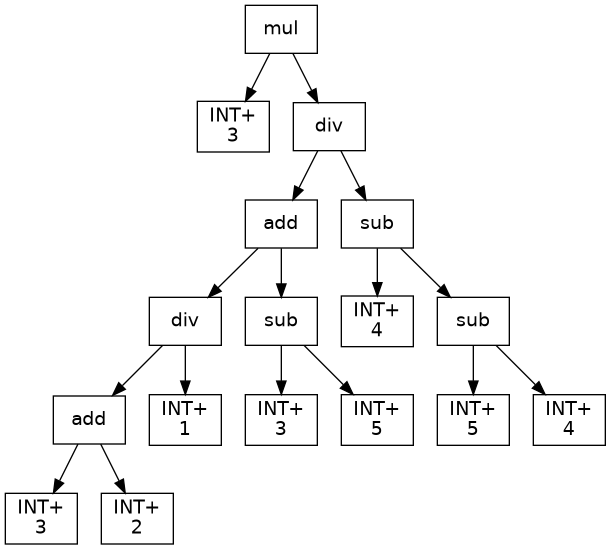 mul
INT+
3
div
add
sub
div
sub
INT+
4
sub
add
INT+
1
INT+
3
INT+
5
INT+
5
INT+
4
INT+
3
INT+
2